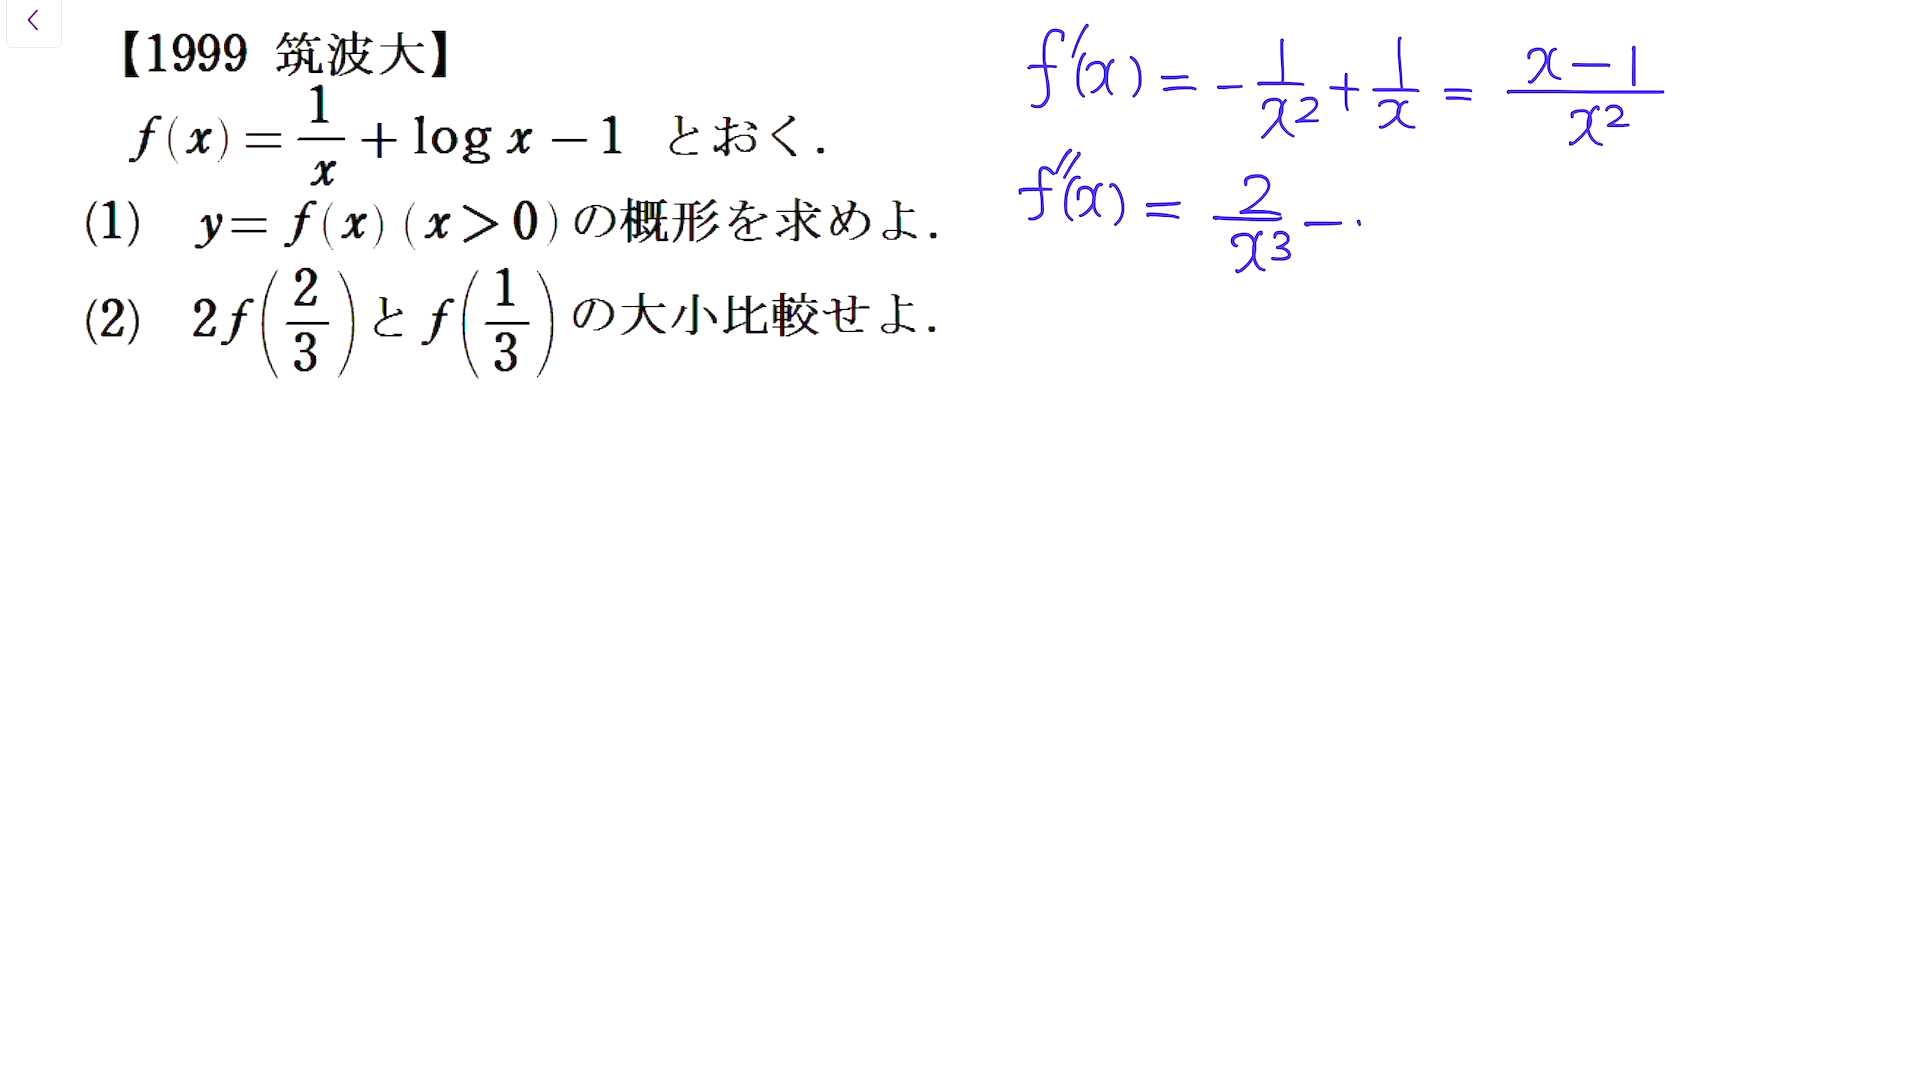 【1999 筑波大】
f(x)=1/x+log x−1 とおく.
(1) y=f(x)(x>0)の概形を求めよ.
(2) 2f(2/3)とf(1/3)の大小比較せよ.
f'(x) = -1/x²+1/x = (x-1)/x²
f''(x) = 2/x³ -